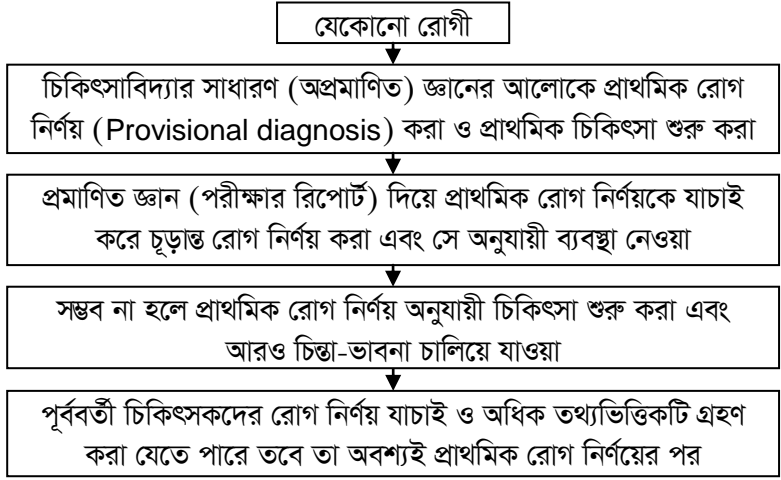 যেকোনো রোগী
চিকিৎসাবিদ্যার সাধারণ (অপ্রমাণিত) জ্ঞানের আলোকে প্রাথমিক রোগ
নির্ণয় (Provisional diagnosis) করা ও প্রাথমিক চিকিৎসা শুরু করা
প্রমাণিত জ্ঞান (পরীক্ষার রিপোর্ট) দিয়ে প্রাথমিক রোগ নির্ণয়কে যাচাই
করে চূড়ান্ত রোগ নির্ণয় করা এবং সে অনুযায়ী ব্যবস্থা নেওয়া
সম্ভব না হলে প্রাথমিক রোগ নির্ণয় অনুযায়ী চিকিৎসা শুরু করা এবং
আরও চিন্তা-ভাবনা চালিয়ে যাওয়া
পূর্ববর্তী চিকিৎসকদের রোগ নির্ণয় যাচাই ও অধিক তথ্যভিত্তিকটি গ্রহণ
করা যেতে পারে তবে তা অবশ্যই প্রাথমিক রোগ নির্ণয়ের পর